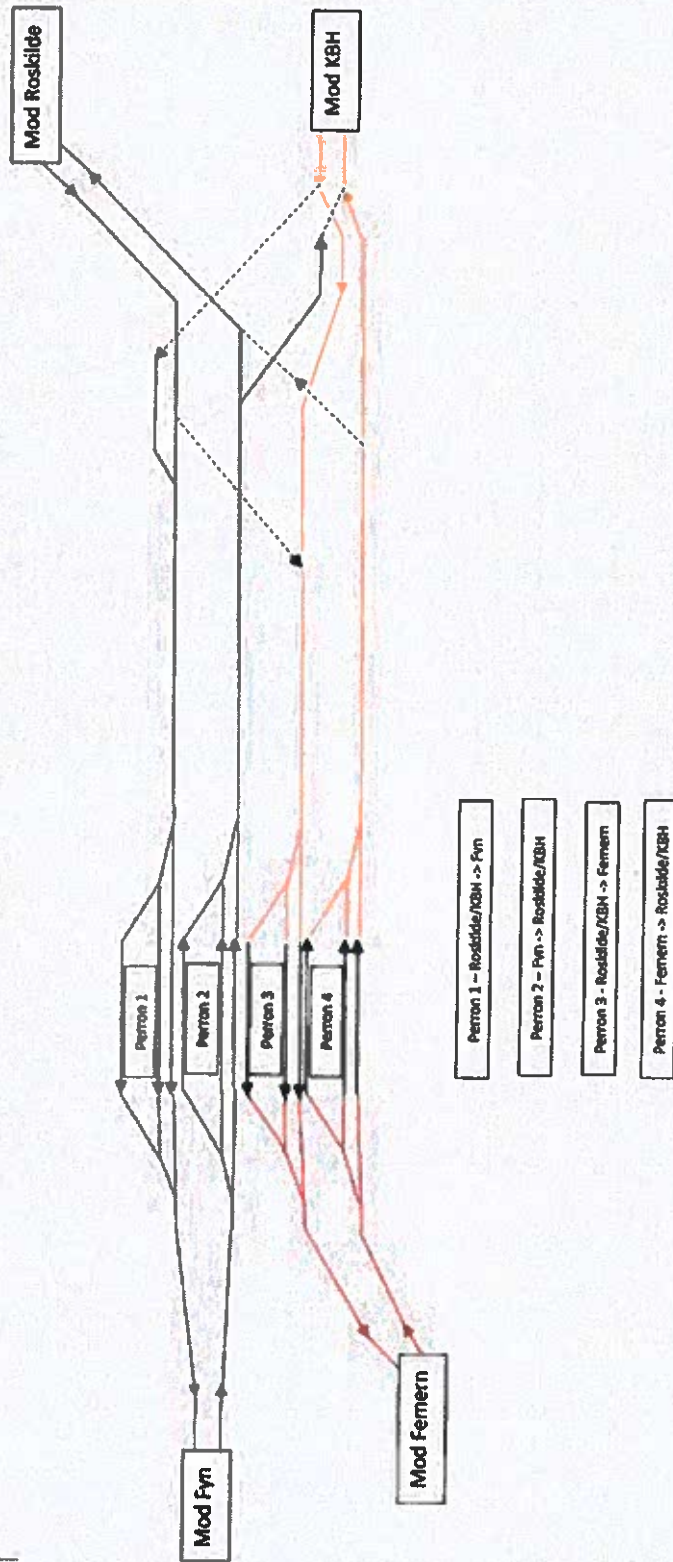 Mod Roskilde
Mod KBH
Perron 1
Perron 2
Perron 3
Perron 4
Mod Fyn
Mod Femern
Perron 1 – Roskilde/KBH -> Fyn
Perron 2 – Fyn -> Roskilde/KBH
Perron 3 - Roskilde/KBH -> Femern
Perron 4 - Femern -> Roskilde/KBH